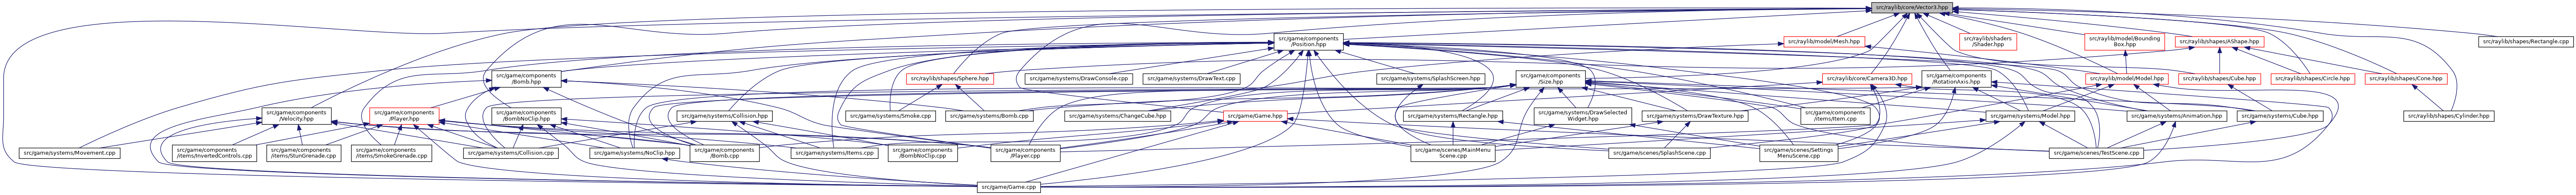 src/raylib/core/Vector3.hpp
src/game/components
/Position.hpp
src/raylib/model/Mesh.hpp
src/raylib/shaders
/Shader.hpp
src/raylib/model/Bounding
Box.hpp
src/raylib/shapes/AShape.hpp
src/raylib/shapes/Rectangle.cpp
src/game/components
/Bomb.hpp
src/raylib/shapes/Sphere.hpp
src/game/systems/DrawConsole.cpp
src/game/systems/DrawText.cpp
src/game/systems/SplashScreen.hpp
src/game/components
/Size.hpp
src/raylib/core/Camera3D.hpp
src/game/components
/RotationAxis.hpp
src/raylib/model/Model.hpp
src/raylib/shapes/Cube.hpp
src/raylib/shapes/Circle.hpp
src/raylib/shapes/Cone.hpp
src/game/components
/Velocity.hpp
src/game/components
/Player.hpp
src/game/components
/BombNoClip.hpp
src/game/systems/Collision.hpp
src/game/systems/Smoke.cpp
src/game/systems/Bomb.cpp
src/game/systems/ChangeCube.hpp
src/game/Game.hpp
src/game/systems/Rectangle.hpp
src/game/systems/DrawSelected
Widget.hpp
src/game/systems/DrawTexture.hpp
src/game/components
/items/Item.cpp
src/game/systems/Model.hpp
src/game/systems/Animation.hpp
src/game/systems/Cube.hpp
src/raylib/shapes/Cylinder.hpp
src/game/systems/Movement.cpp
src/game/components
/items/InvertedControls.cpp
src/game/components
/items/StunGrenade.cpp
src/game/components
/items/SmokeGrenade.cpp
src/game/systems/Collision.cpp
src/game/systems/NoClip.hpp
src/game/components
/Bomb.cpp
src/game/systems/Items.cpp
src/game/components
/BombNoClip.cpp
src/game/components
/Player.cpp
src/game/scenes/MainMenu
Scene.cpp
src/game/scenes/SplashScene.cpp
src/game/scenes/Settings
MenuScene.cpp
src/game/scenes/TestScene.cpp
src/game/Game.cpp